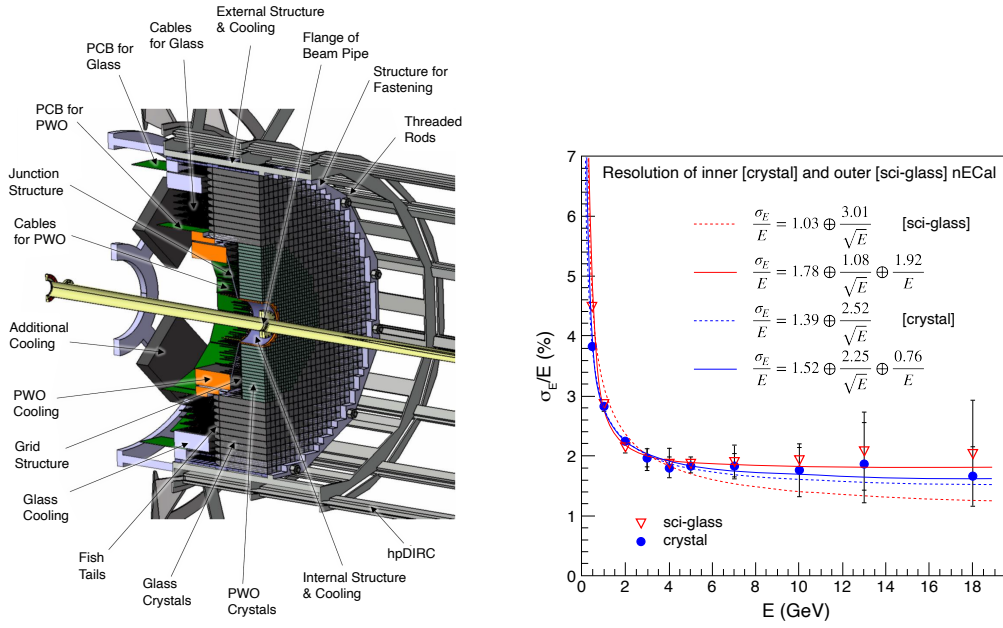 External Structure
& Cooling
Cables
for Glass
Flange of
Beam Pipe
PCB for
Glass
Structure for
Fastening
PCB for
PWO
Threaded
Rods
Junction
Structure
Cables
for PWO
Additional
Cooling
PWO
Cooling
Grid
Structure
Glass
Cooling
Fish
Tails
Glass
Crystals
PWO
Crystals
Internal Structure
& Cooling
hpDIRC
Resolution of inner [crystal] and outer [sci-glass] nECal
σ_E/E = 1.03 ⊕ 3.01/√E [sci-glass]
σ_E/E = 1.78 ⊕ 1.08/√E ⊕ 1.92/E
σ_E/E = 1.39 ⊕ 2.52/√E [crystal]
σ_E/E = 1.52 ⊕ 2.25/√E ⊕ 0.76/E
σ_E/E (%)
7
6
5
4
3
2
1
0
sci-glass
crystal
0 2 4 6 8 10 12 14 16 18
E (GeV)